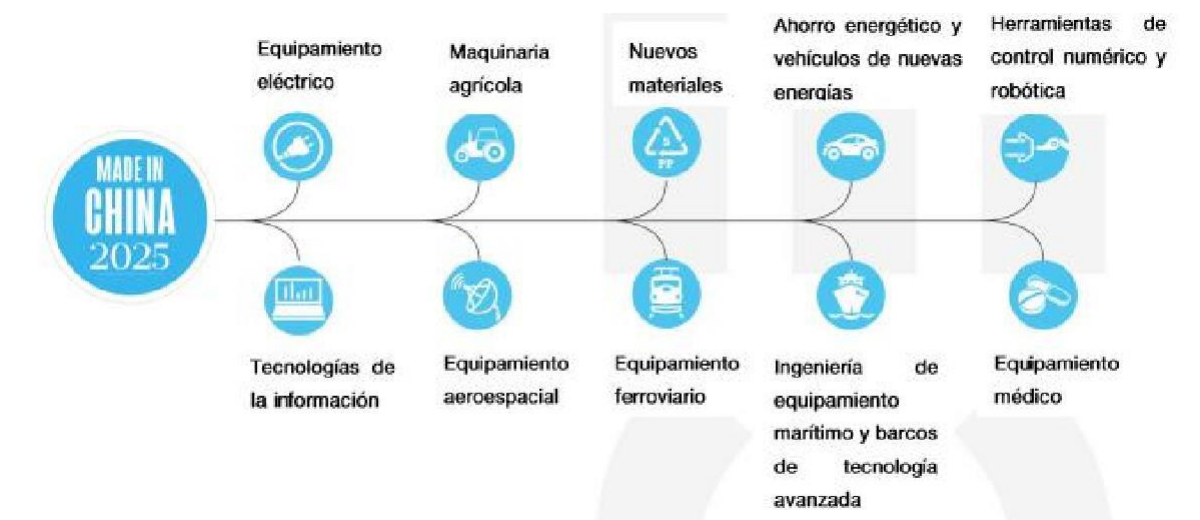 Equipamiento
eléctrico
Maquinaria
agrícola
Nuevos
materiales
Ahorro energético y
vehículos de nuevas
energías
Herramientas de
control numérico y
robótica
MADE IN
CHINA
2025
5
PP
Tecnologías de
la información
Equipamiento
aeroespacial
Equipamiento
ferroviario
Ingeniería de
equipamiento
marítimo y barcos
de tecnología
avanzada
Equipamiento
médico